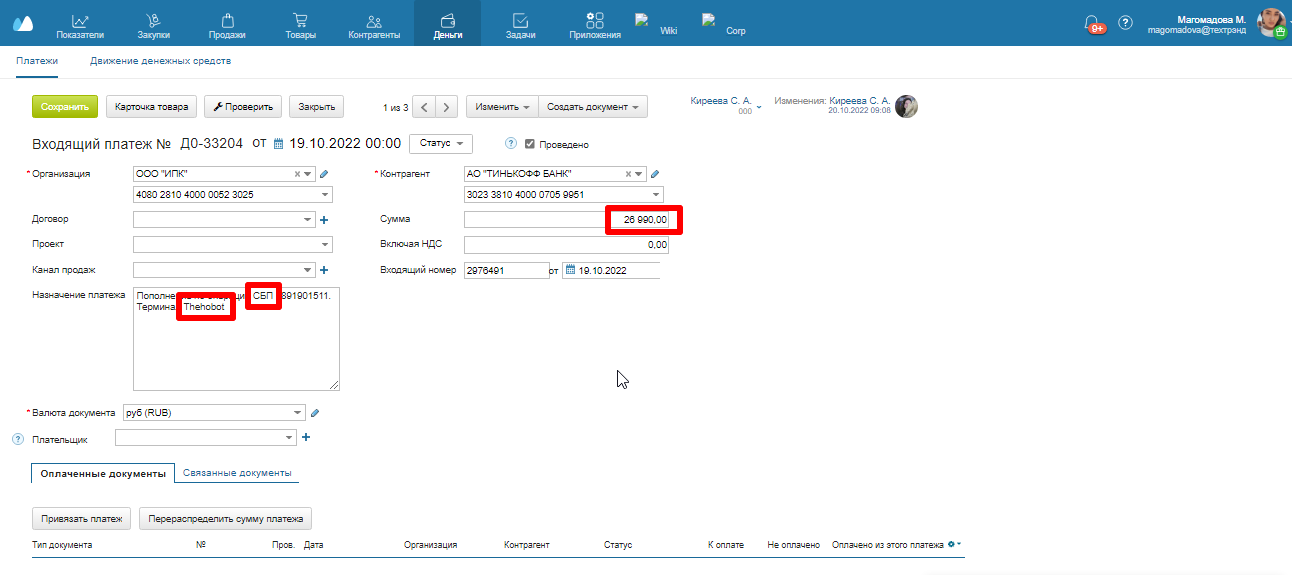 Показатели Закупки Продажи Товары Контрагенты Деньги Задачи Приложения Wiki Corp 9+ ? Магомадова М.
magomadova@техтрэнд
Платежи Движение денежных средств
Сохранить Карточка товара Проверить Закрыть 1 из 3 Изменить Создать документ Киреева С. А. Изменения: Киреева С. А.
000 20.10.2022 09:08
Входящий платеж № Д0-33204 от 19.10.2022 00:00 Статус ? Проведено
* Организация ООО "ИПК" * Контрагент АО "ТИНЬКОФФ БАНК"
4080 2810 4000 0052 3025 3023 3810 4000 0705 9951
Договор Сумма 26 990,00
Проект Включая НДС 0,00
Канал продаж Входящий номер 2976491 от 19.10.2022
Назначение платежа СБП 891901511.
Термина Thehobot
* Валюта документа руб (RUB)
? Плательщик
Оплаченные документы Связанные документы
Привязать платеж Перераспределить сумму платежа
Тип документа № Пров. Дата Организация Контрагент Статус К оплате Не оплачено Оплачено из этого платежа